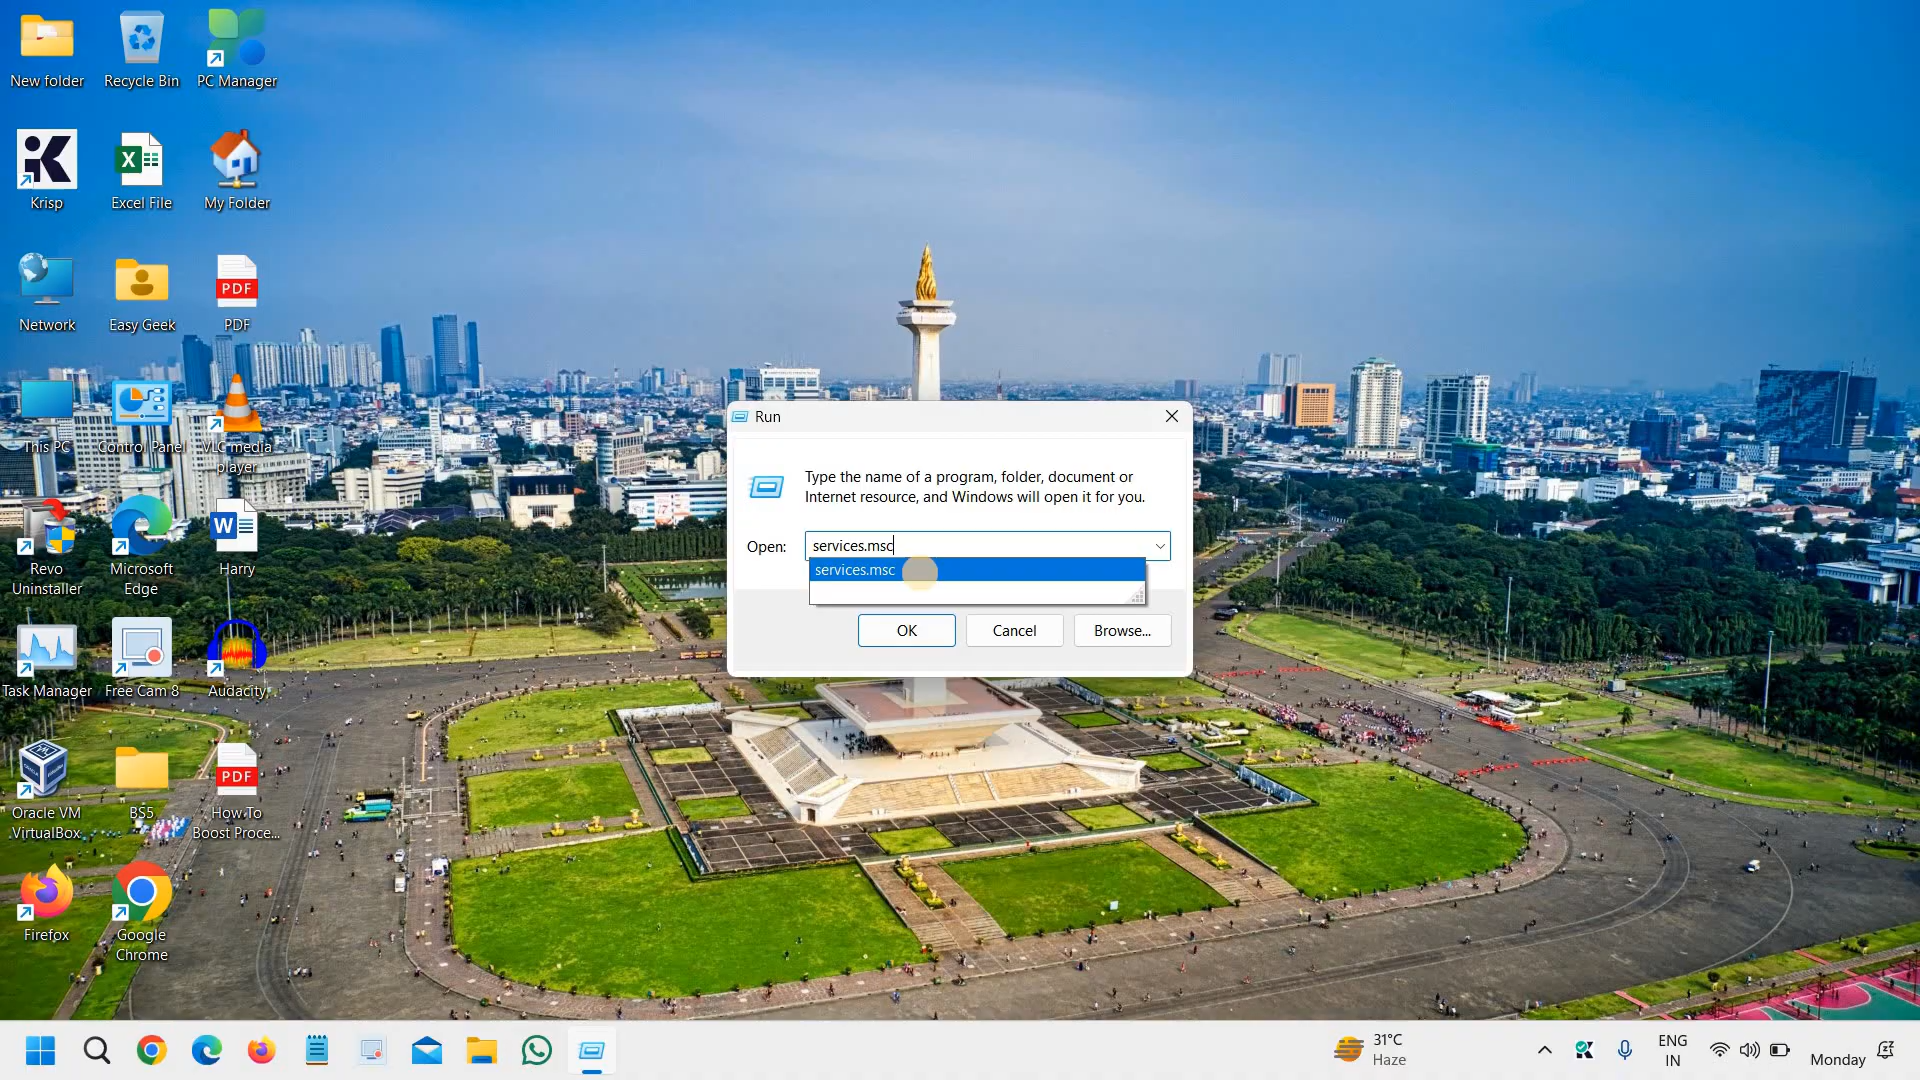 New folder
Recycle Bin
PC Manager
Krisp
Excel File
My Folder
Network
Easy Geek
PDF
PDF
This PC
Control Panel
VLC media
player
Revo
Uninstaller
Microsoft
Edge
Harry
Task Manager
Free Cam 8
Audacity
Oracle VM
VirtualBox
BS5
PDF
How To
Boost Proce...
Firefox
Google
Chrome
Run
Type the name of a program, folder, document or
Internet resource, and Windows will open it for you.
Open:
services.msc
services.msc
OK
Cancel
Browse...
31°C
Haze
ENG
IN
Monday